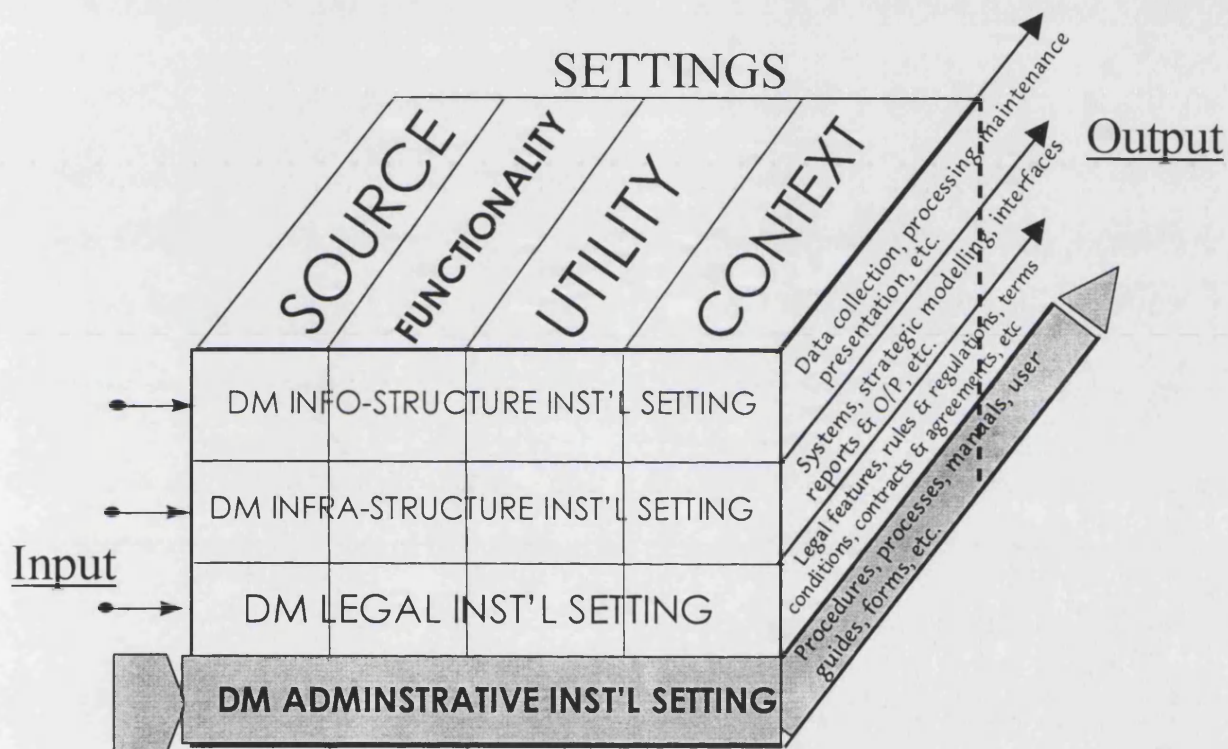 SETTINGS
Output
SOURCE
FUNCTIONALITY
UTILITY
CONTEXT
Data collection, processing, maintenance
presentation, etc.
Systems, strategic modelling, interfaces
reports & O/P, etc.
Legal features, rules & regulations, terms
conditions, contracts & agreements, etc
Procedures, processes, manuals, user
guides, forms, etc.
Input
DM INFO-STRUCTURE INST'L SETTING
DM INFRA-STRUCTURE INST'L SETTING
DM LEGAL INST'L SETTING
DM ADMINSTRATIVE INST'L SETTING